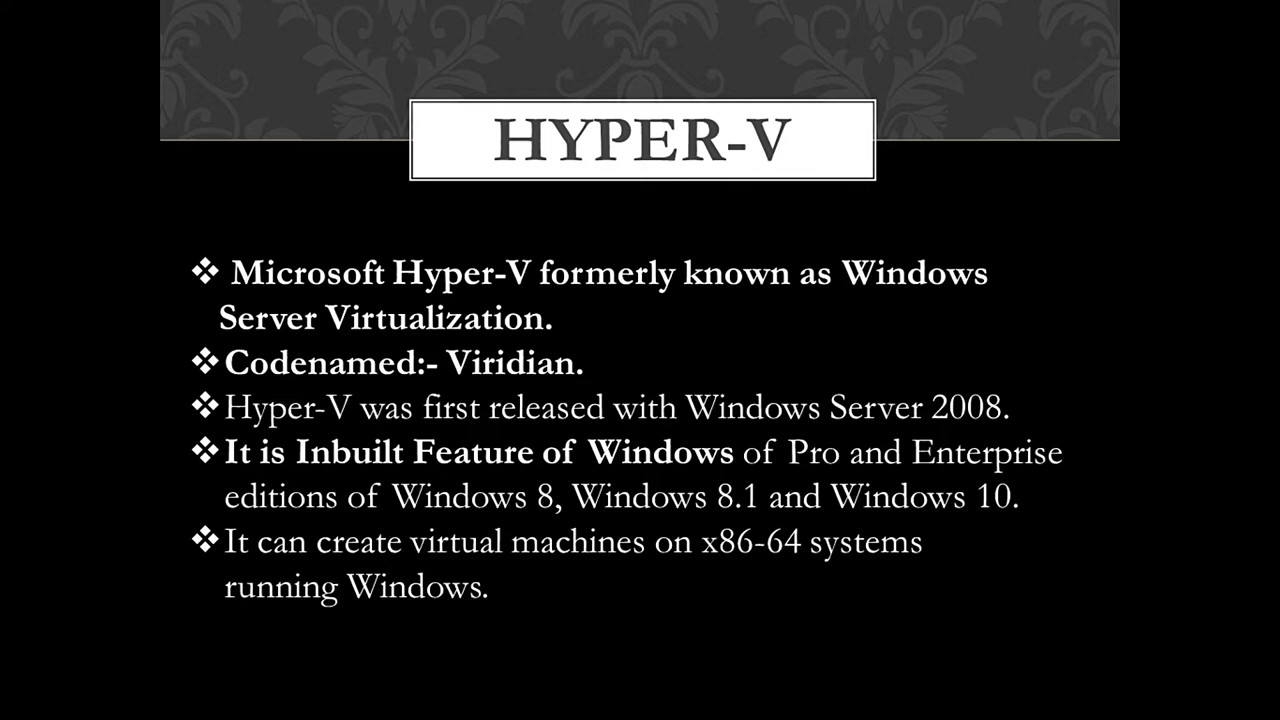 HYPER-V
❖ Microsoft Hyper-V formerly known as Windows
Server Virtualization.
❖ Codenamed:- Viridian.
❖ Hyper-V was first released with Windows Server 2008.
❖ It is Inbuilt Feature of Windows of Pro and Enterprise
editions of Windows 8, Windows 8.1 and Windows 10.
❖ It can create virtual machines on x86-64 systems
running Windows.